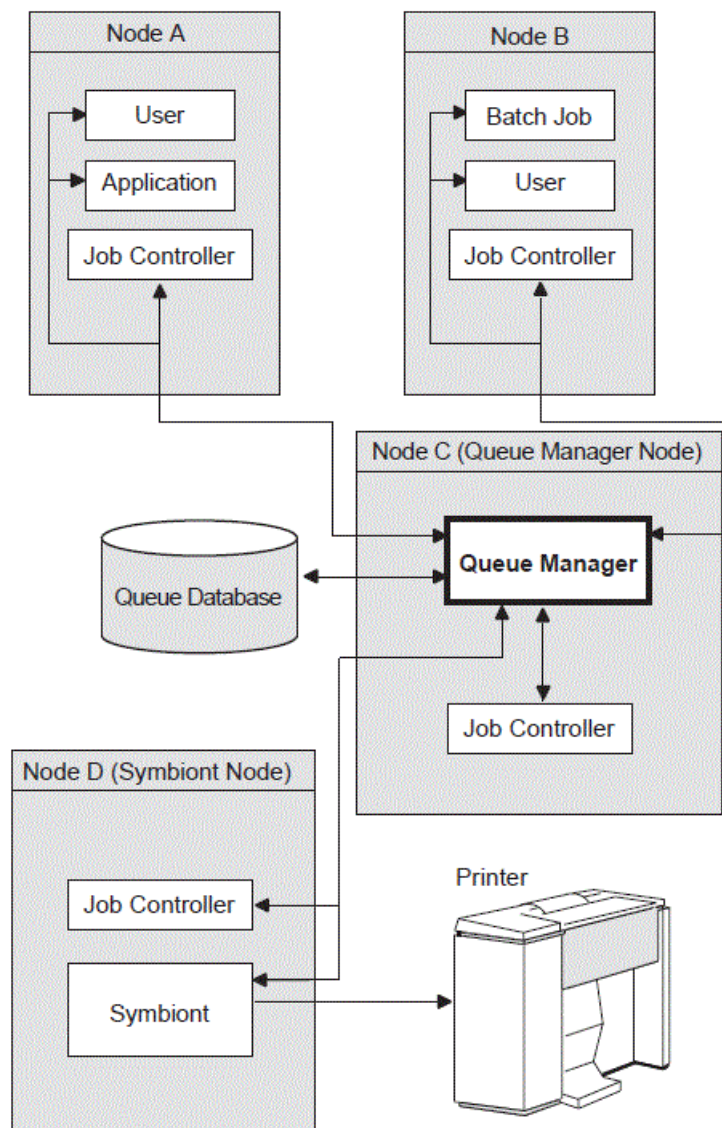 Node A
User
Application
Job Controller
Node B
Batch Job
User
Job Controller
Node C (Queue Manager Node)
Queue Manager
Queue Database
Job Controller
Node D (Symbiont Node)
Job Controller
Symbiont
Printer